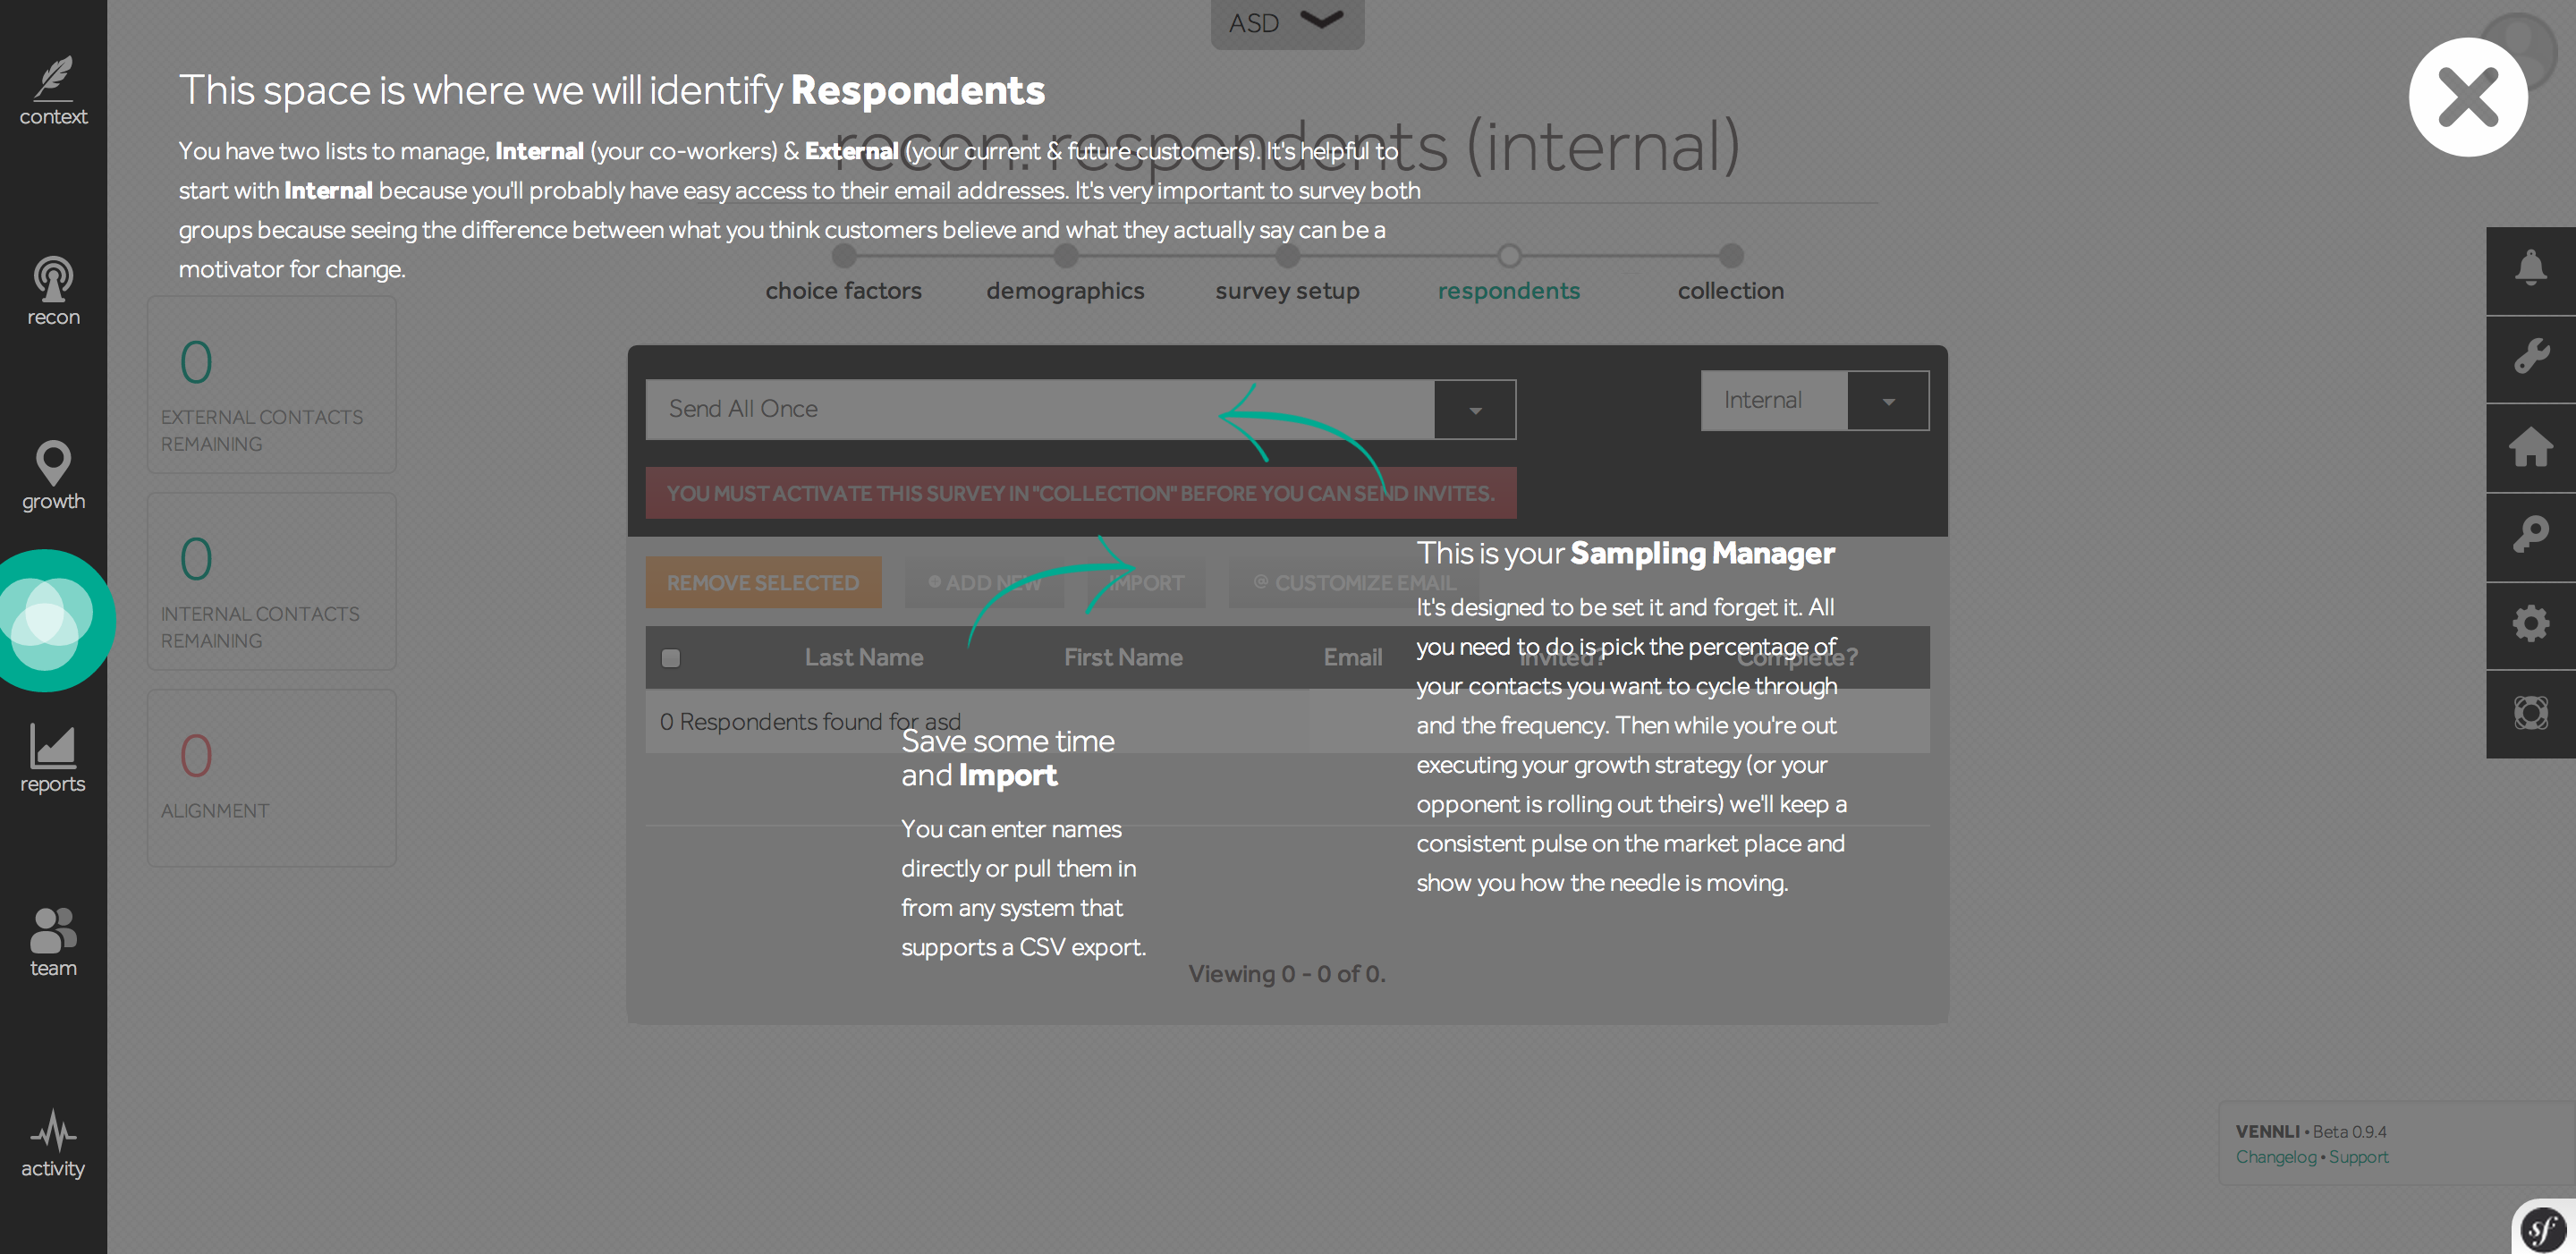 ASD
This space is where we will identify Respondents
recon: respondents (internal)
You have two lists to manage, Internal (your co-workers) & External (your current & future customers). It's helpful to
start with Internal because you'll probably have easy access to their email addresses. It's very important to survey both
groups because seeing the difference between what you think customers believe and what they actually say can be a
motivator for change.
context
recon
growth
reports
team
activity
choice factors
demographics
survey setup
respondents
collection
0
EXTERNAL CONTACTS
REMAINING
0
INTERNAL CONTACTS
REMAINING
0
ALIGNMENT
Send All Once
Internal
YOU MUST ACTIVATE THIS SURVEY IN "COLLECTION" BEFORE YOU CAN SEND INVITES.
REMOVE SELECTED
ADD NEW
IMPORT
@ CUSTOMIZE EMAIL
Last Name
First Name
Email
Invited?
Complete?
0 Respondents found for asd
Save some time
and Import
You can enter names
directly or pull them in
from any system that
supports a CSV export.
This is your Sampling Manager
It's designed to be set it and forget it. All
you need to do is pick the percentage of
your contacts you want to cycle through
and the frequency. Then while you're out
executing your growth strategy (or your
opponent is rolling out theirs) we'll keep a
consistent pulse on the market place and
show you how the needle is moving.
Viewing 0 - 0 of 0.
VENNLI • Beta 0.9.4
Changelog • Support
sf